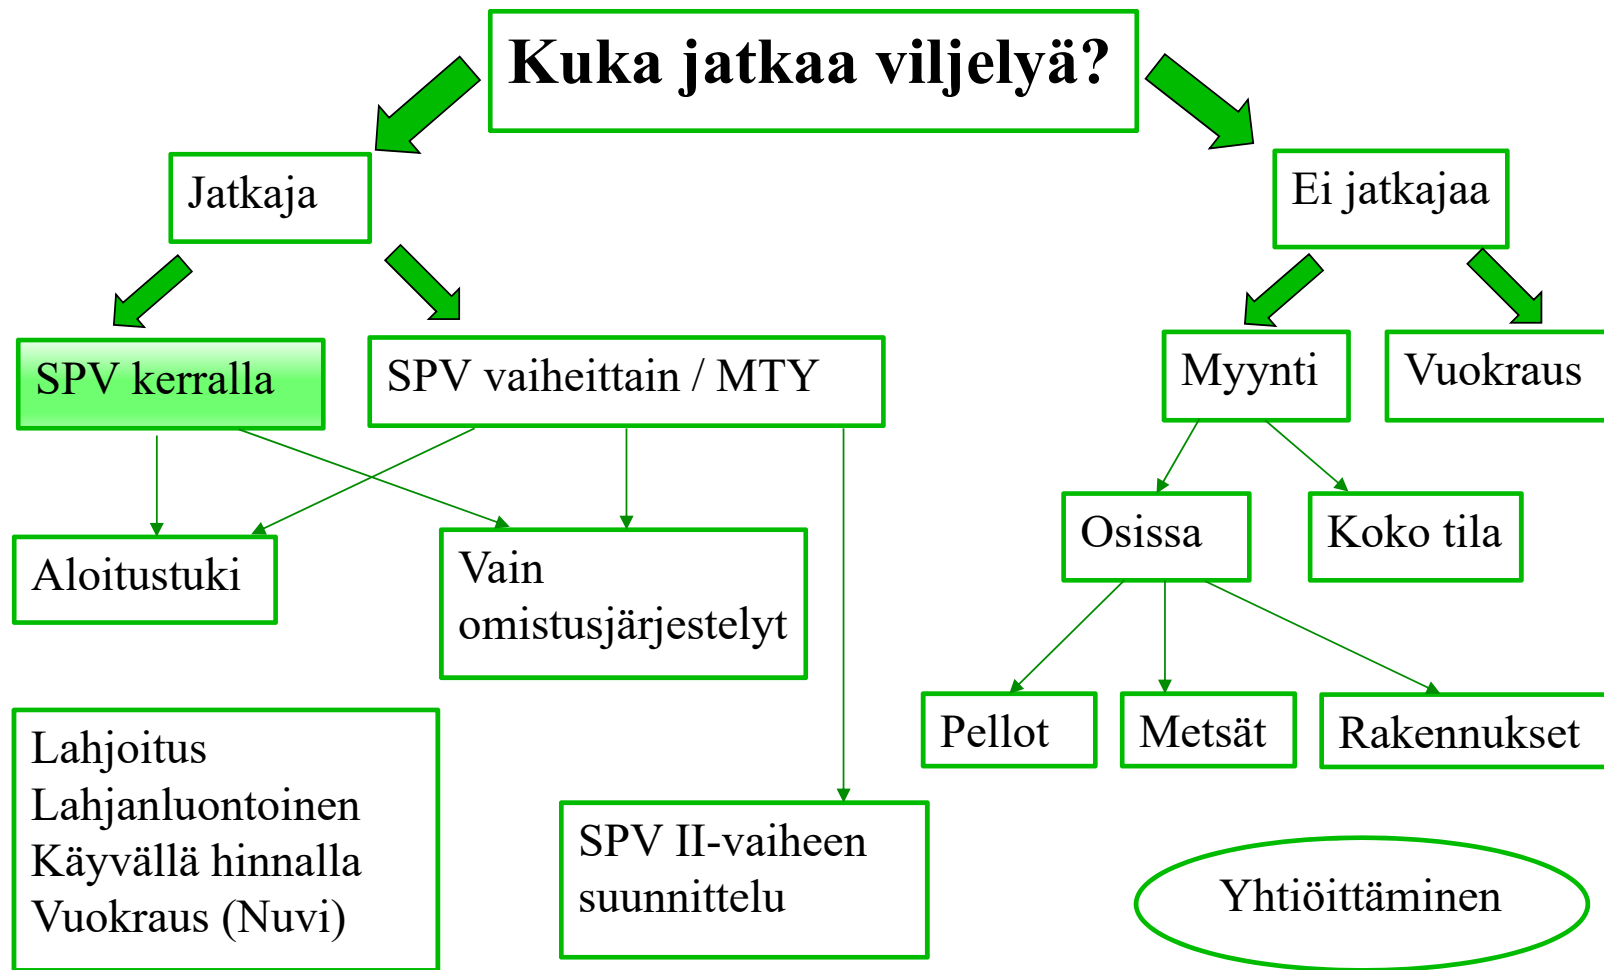 Kuka jatkaa viljelyä?
Jatkaja
Ei jatkajaa
SPV kerralla
SPV vaiheittain / MTY
Myynti
Vuokraus
Aloitustuki
Vain
omistusjärjestelyt
Osissa
Koko tila
Pellot
Metsät
Rakennukset
Lahjoitus
Lahjanluontoinen
Käyvällä hinnalla
Vuokraus (Nuvi)
SPV II-vaiheen
suunnittelu
Yhtiöittäminen